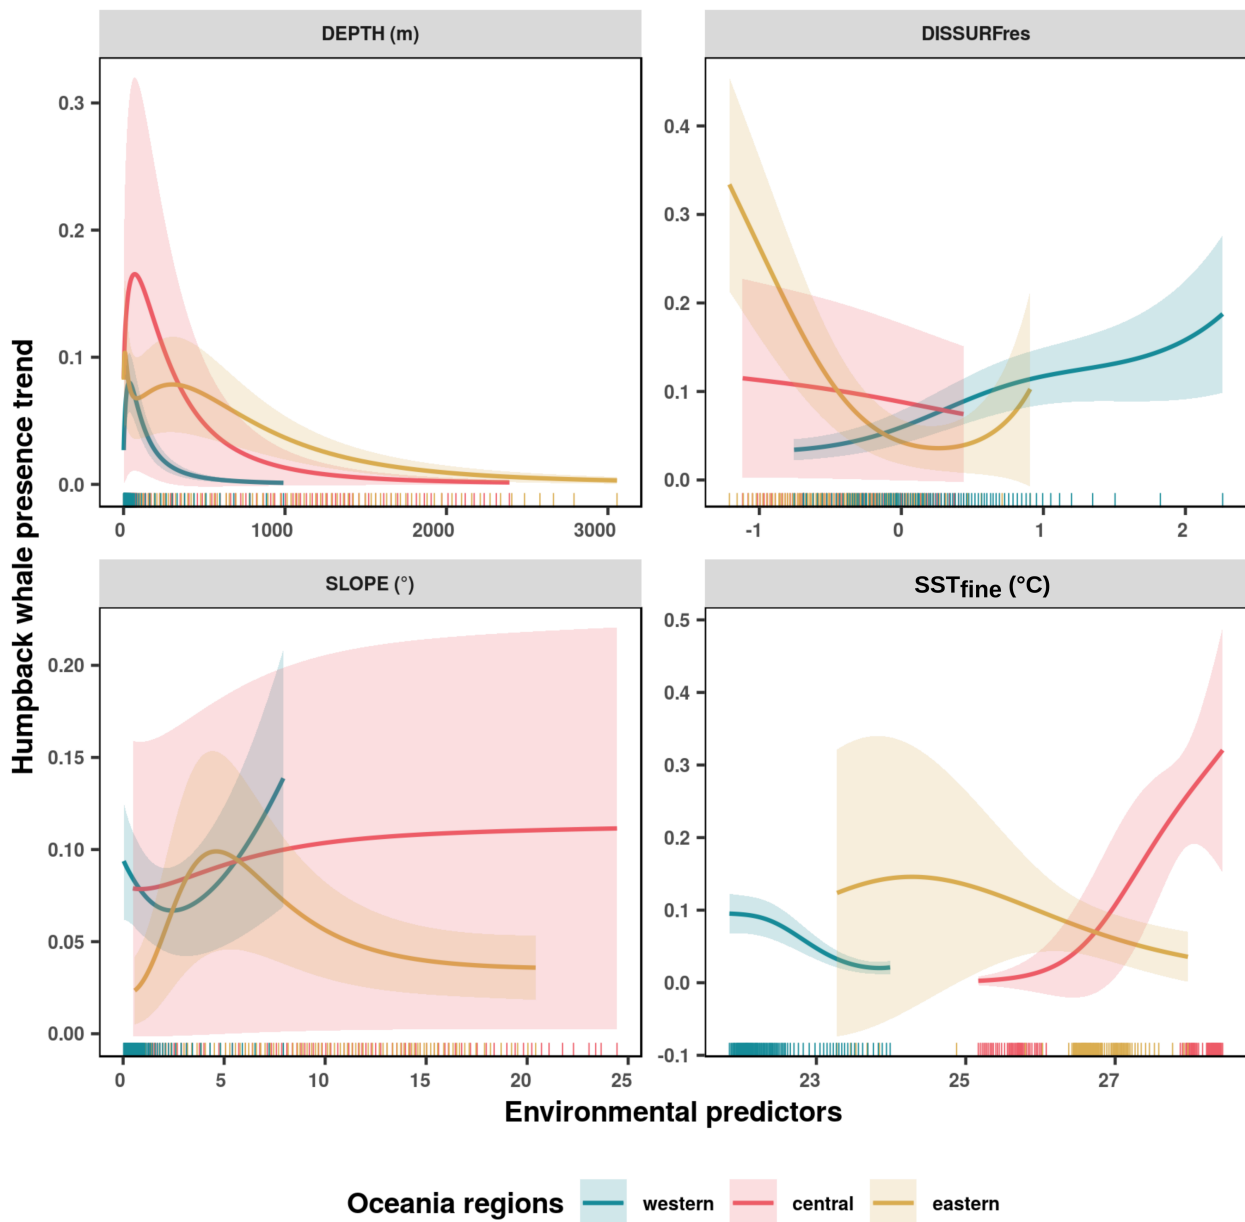 DEPTH (m)
DISSURFres
0.3
0.2
0.1
0.0
0.4
0.3
0.2
0.1
0.0
0 1000 2000 3000
-1 0 1 2
SLOPE (°)
SSTfine (°C)
0.20
0.15
0.10
0.05
0.00
0.5
0.4
0.3
0.2
0.1
0.0
-0.1
0 5 10 15 20 25
23 25 27
Humpback whale presence trend
Environmental predictors
Oceania regions western central eastern